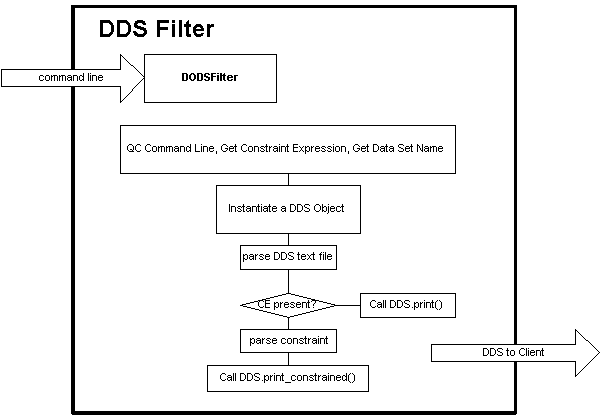 DDS Filter
command line
DODSFilter
QC Command Line, Get Constraint Expression, Get Data Set Name
Instantiate a DDS Object
parse DDS text file
CE present?
Call DDS.print()
parse constraint
DDS to Client
Call DDS.print_constrained()